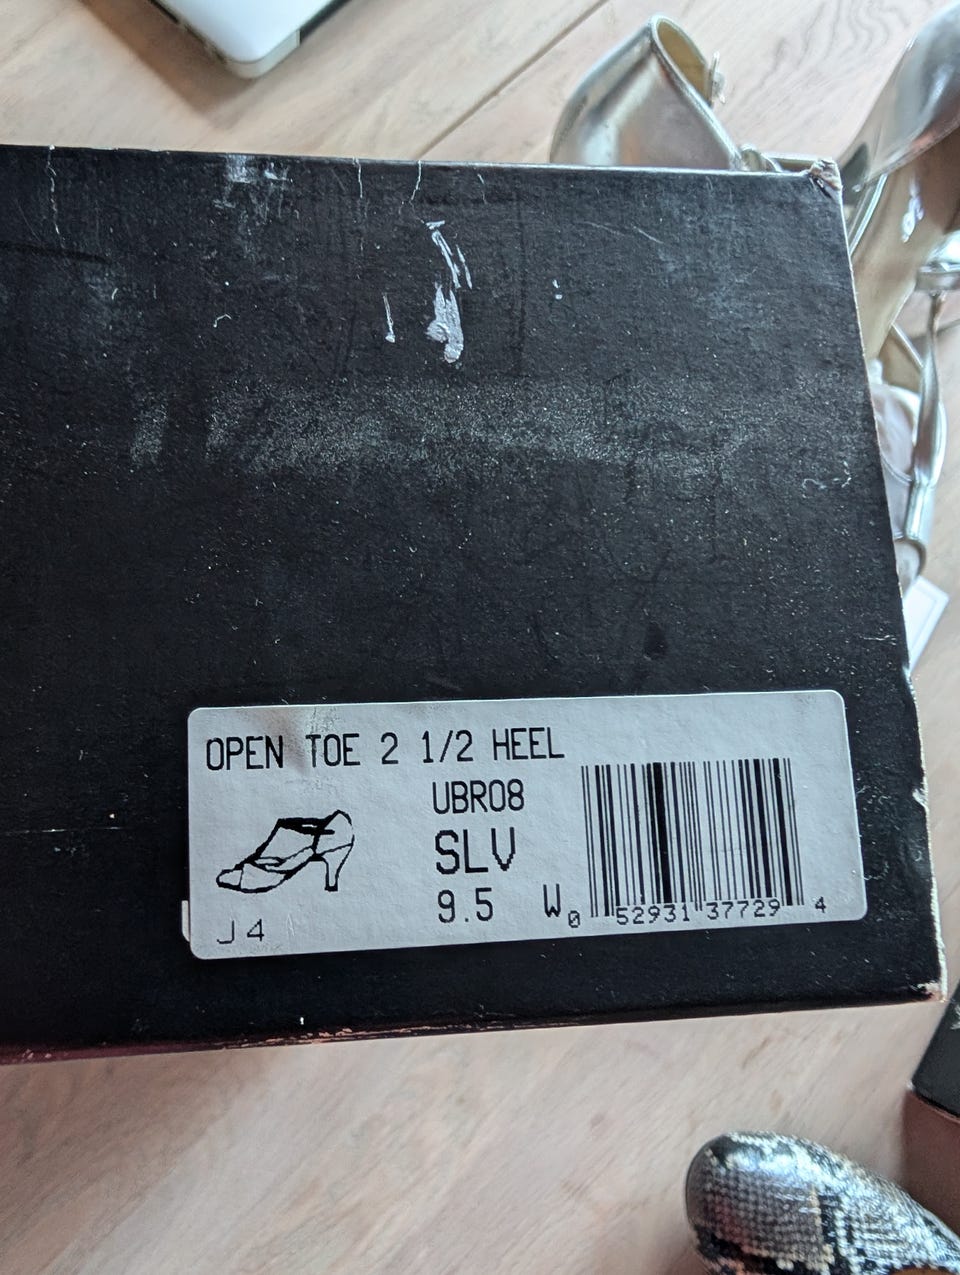 OPEN TOE 2 1/2 HEEL
UBR08
SLV
9.5 W
J4
0 52931 37729 4